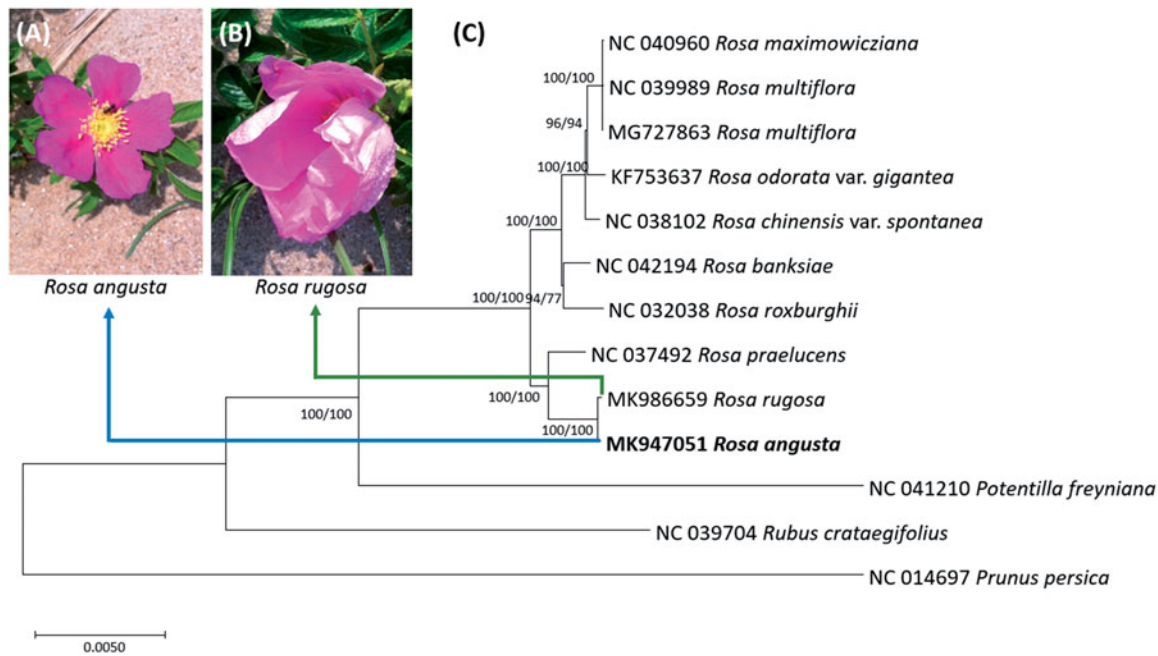 (A)
(B)
(C)
Rosa angusta
Rosa rugosa
NC 040960 Rosa maximowicziana
100/100
NC 039989 Rosa multiflora
96/94
MG727863 Rosa multiflora
100/100
KF753637 Rosa odorata var. gigantea
100/100
NC 038102 Rosa chinensis var. spontanea
NC 042194 Rosa banksiae
100/100
94/77
NC 032038 Rosa roxburghii
NC 037492 Rosa praelucens
100/100
MK986659 Rosa rugosa
100/100
100/100
MK947051 Rosa angusta
NC 041210 Potentilla freyniana
NC 039704 Rubus crataegifolius
NC 014697 Prunus persica
0.0050